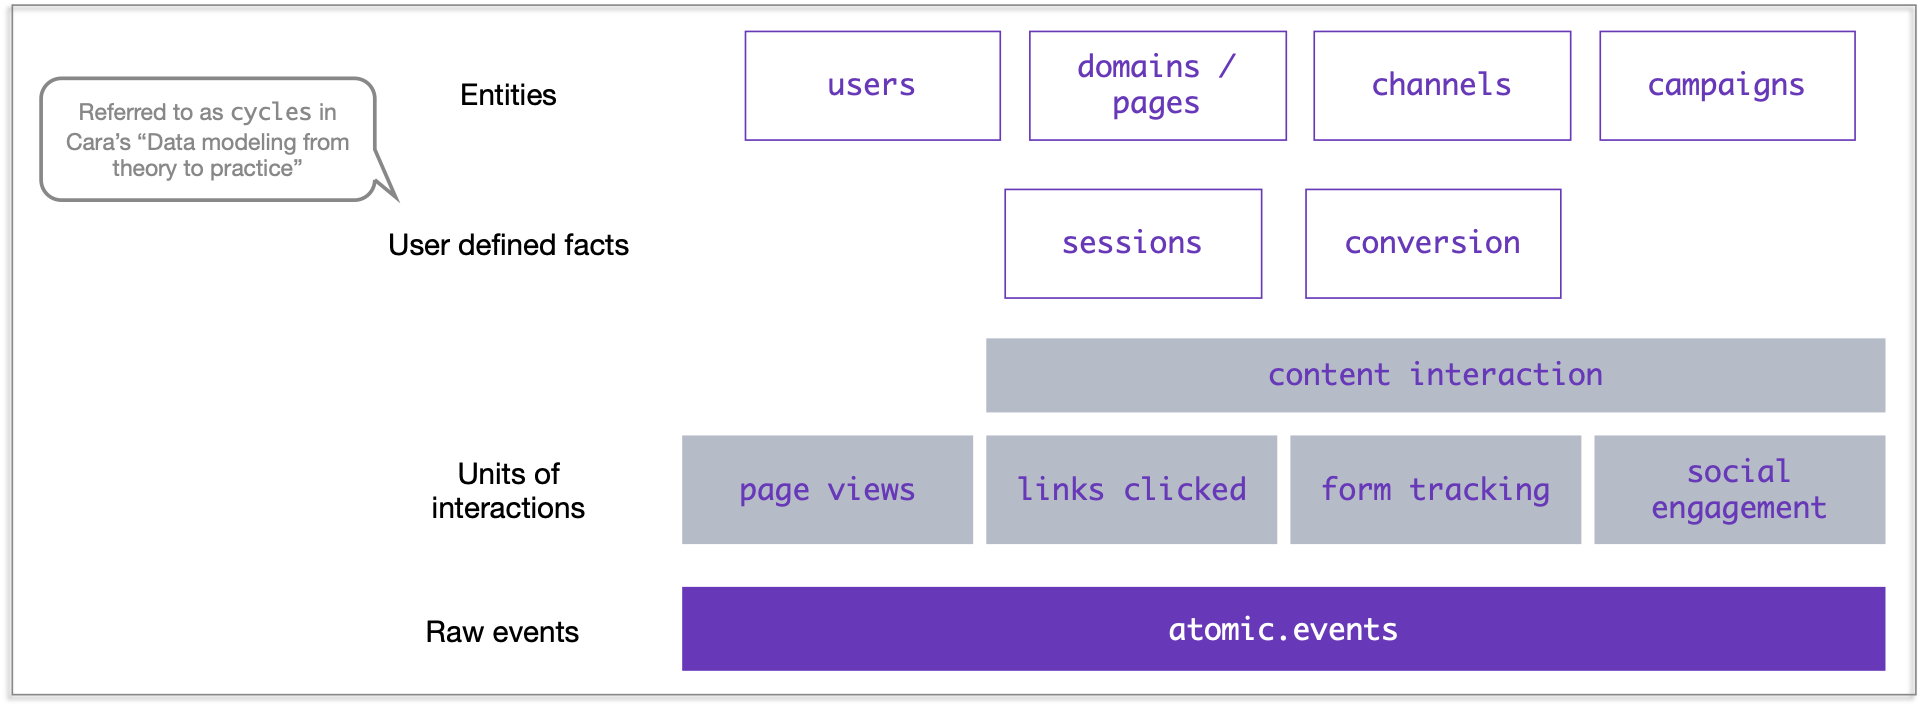 Entities
users
domains /
pages
channels
campaigns
Referred to as cycles in
Cara’s “Data modeling from
theory to practice”
User defined facts
sessions
conversion
content interaction
Units of
interactions
page views
links clicked
form tracking
social
engagement
Raw events
atomic.events